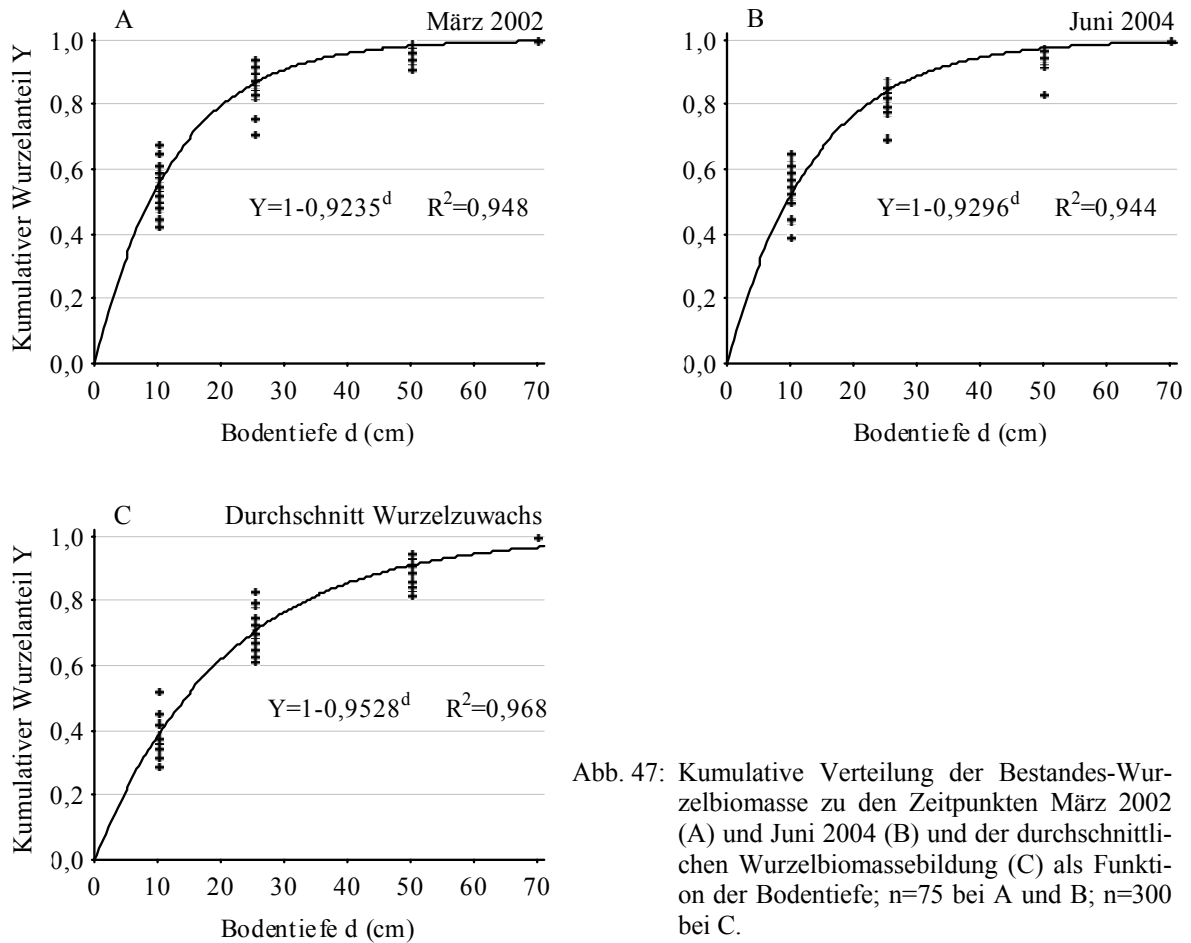 A
März 2002
Kumulativer Wurzelanteil Y
1,0
0,8
0,6
0,4
0,2
0,0
Y=1-0,9235^d R²=0,948
0 10 20 30 40 50 60 70
Bodentiefe d (cm)
B
Juni 2004
1,0
0,8
0,6
0,4
0,2
0,0
Y=1-0,9296^d R²=0,944
0 10 20 30 40 50 60 70
Bodentiefe d (cm)
C
Durchschnitt Wurzelzuwachs
Kumulativer Wurzelanteil Y
1,0
0,8
0,6
0,4
0,2
0,0
Y=1-0,9528^d R²=0,968
0 10 20 30 40 50 60 70
Bodentiefe d (cm)
Abb. 47: Kumulative Verteilung der Bestandes-Wur-
zelbiomasse zu den Zeitpunkten März 2002
(A) und Juni 2004 (B) und der durchschnittli-
chen Wurzelbiomassebildung (C) als Funkti-
on der Bodentiefe; n=75 bei A und B; n=300
bei C.